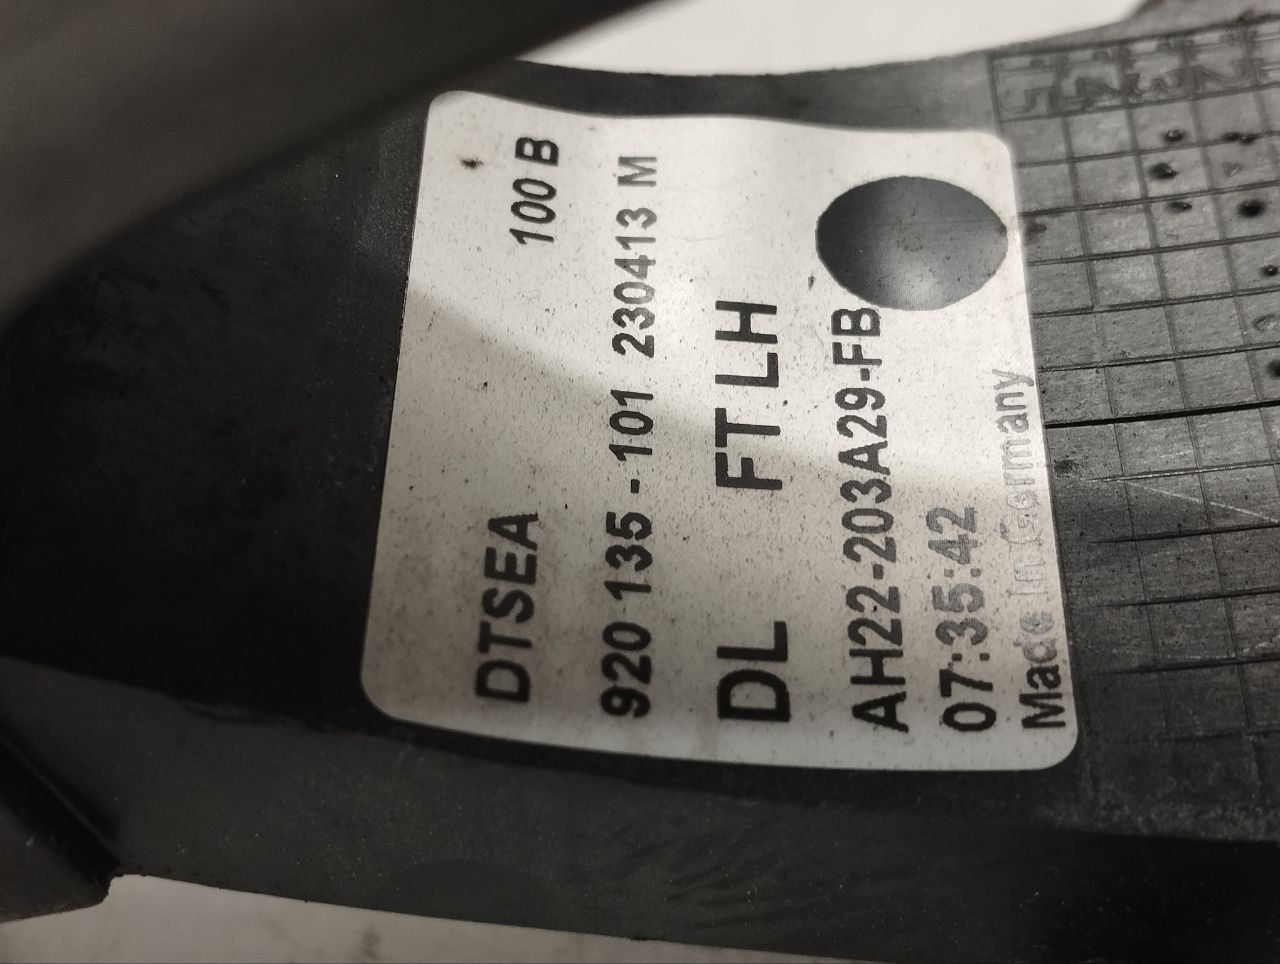 DTSEA 100 B
920 135 - 101 230413 M
DL FT LH
AH22-203A29-FB
07:35:42
Made in Germany